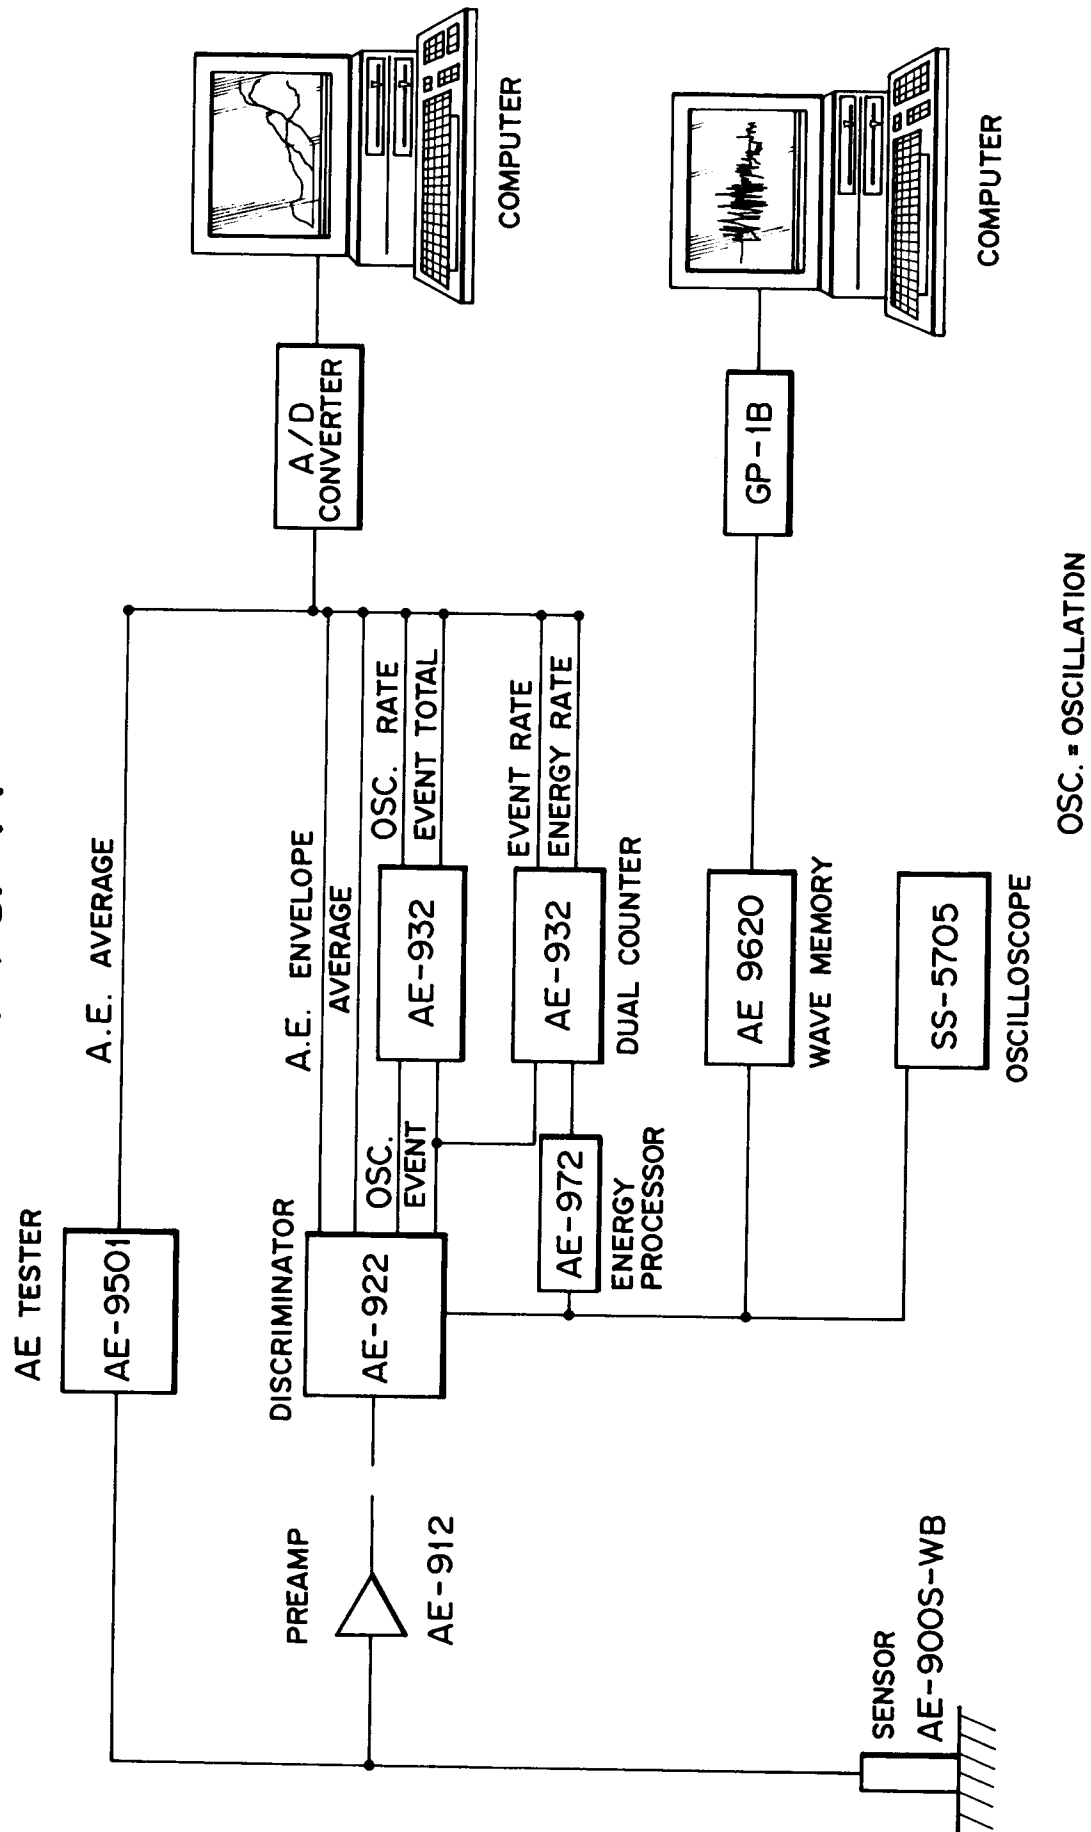 AE TESTER
AE-9501
A.E. AVERAGE
DISCRIMINATOR
AE-922
A.E. ENVELOPE
AVERAGE
OSC.
EVENT
AE-932
OSC. RATE
EVENT TOTAL
A/D
CONVERTER
COMPUTER
PREAMP
AE-912
AE-972
ENERGY
PROCESSOR
AE-932
DUAL COUNTER
EVENT RATE
ENERGY RATE
AE 9620
WAVE MEMORY
GP-1B
COMPUTER
SS-5705
OSCILLOSCOPE
SENSOR
AE-900S-WB
OSC. = OSCILLATION